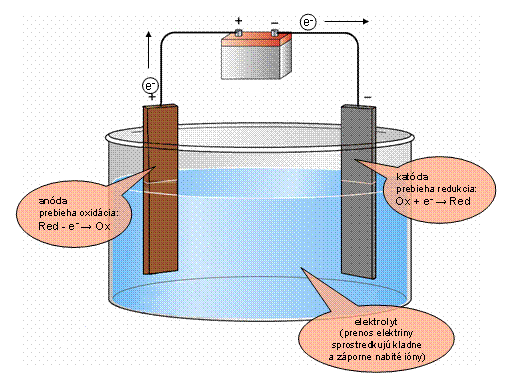 + – e⁻
e⁻
+ –
anóda
prebieha oxidácia:
Red - e⁻ → Ox
katóda
prebieha redukcia:
Ox + e⁻ → Red
elektrolyt
(prenos elektriny
sprostredkujú kladne
a záporne nabité ióny)